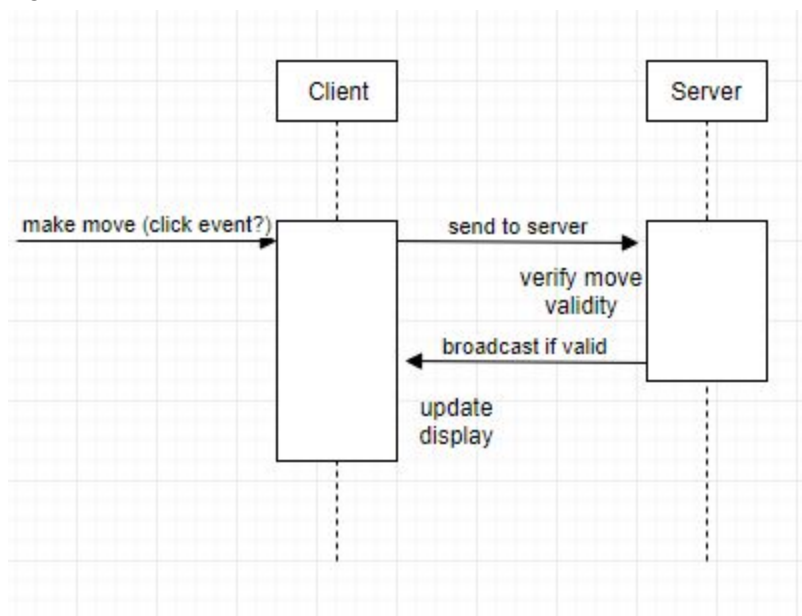 Client
Server
make move (click event?)
send to server
verify move
validity
broadcast if valid
update
display